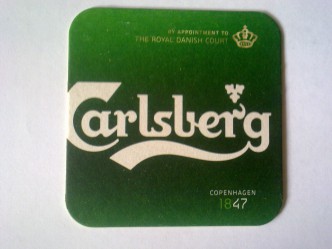 BY APPOINTMENT TO
THE ROYAL DANISH COURT
Carlsberg
COPENHAGEN
1847